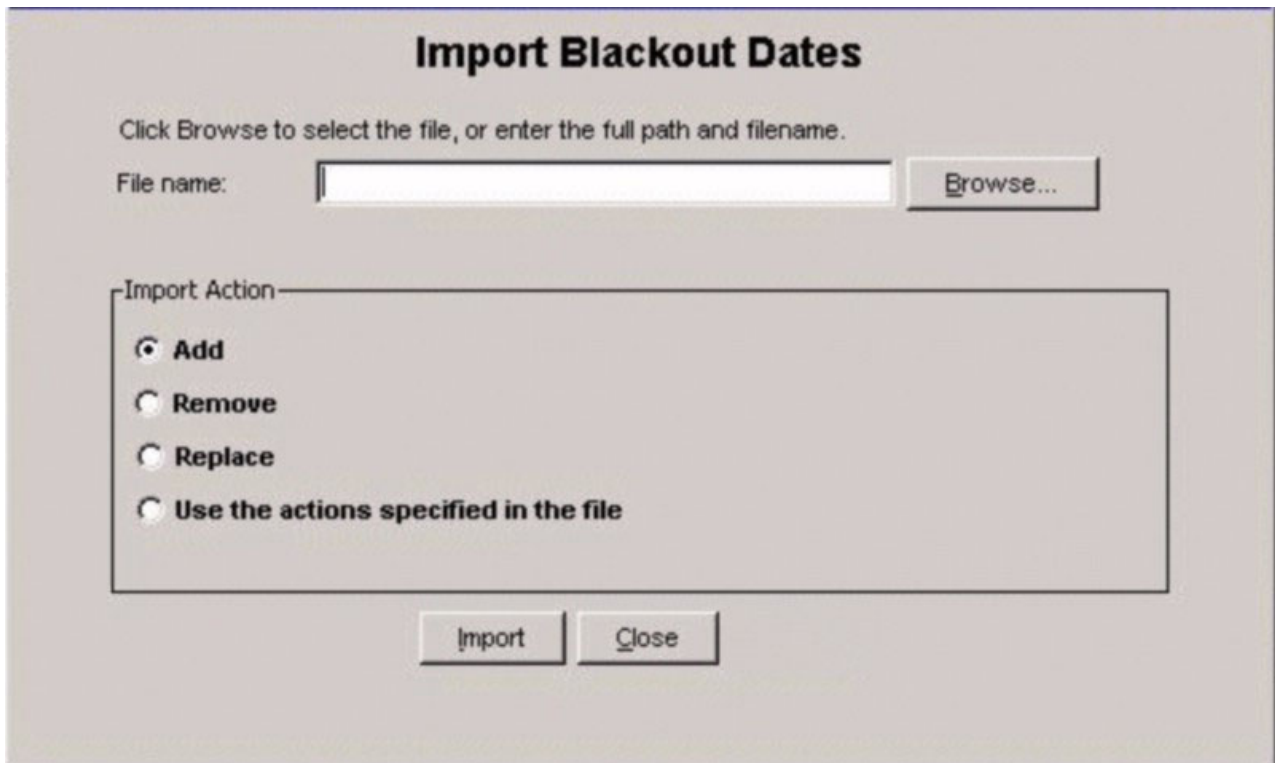 Import Blackout Dates
Click Browse to select the file, or enter the full path and filename.
File name:
Browse...
Import Action
Add
Remove
Replace
Use the actions specified in the file
Import Close